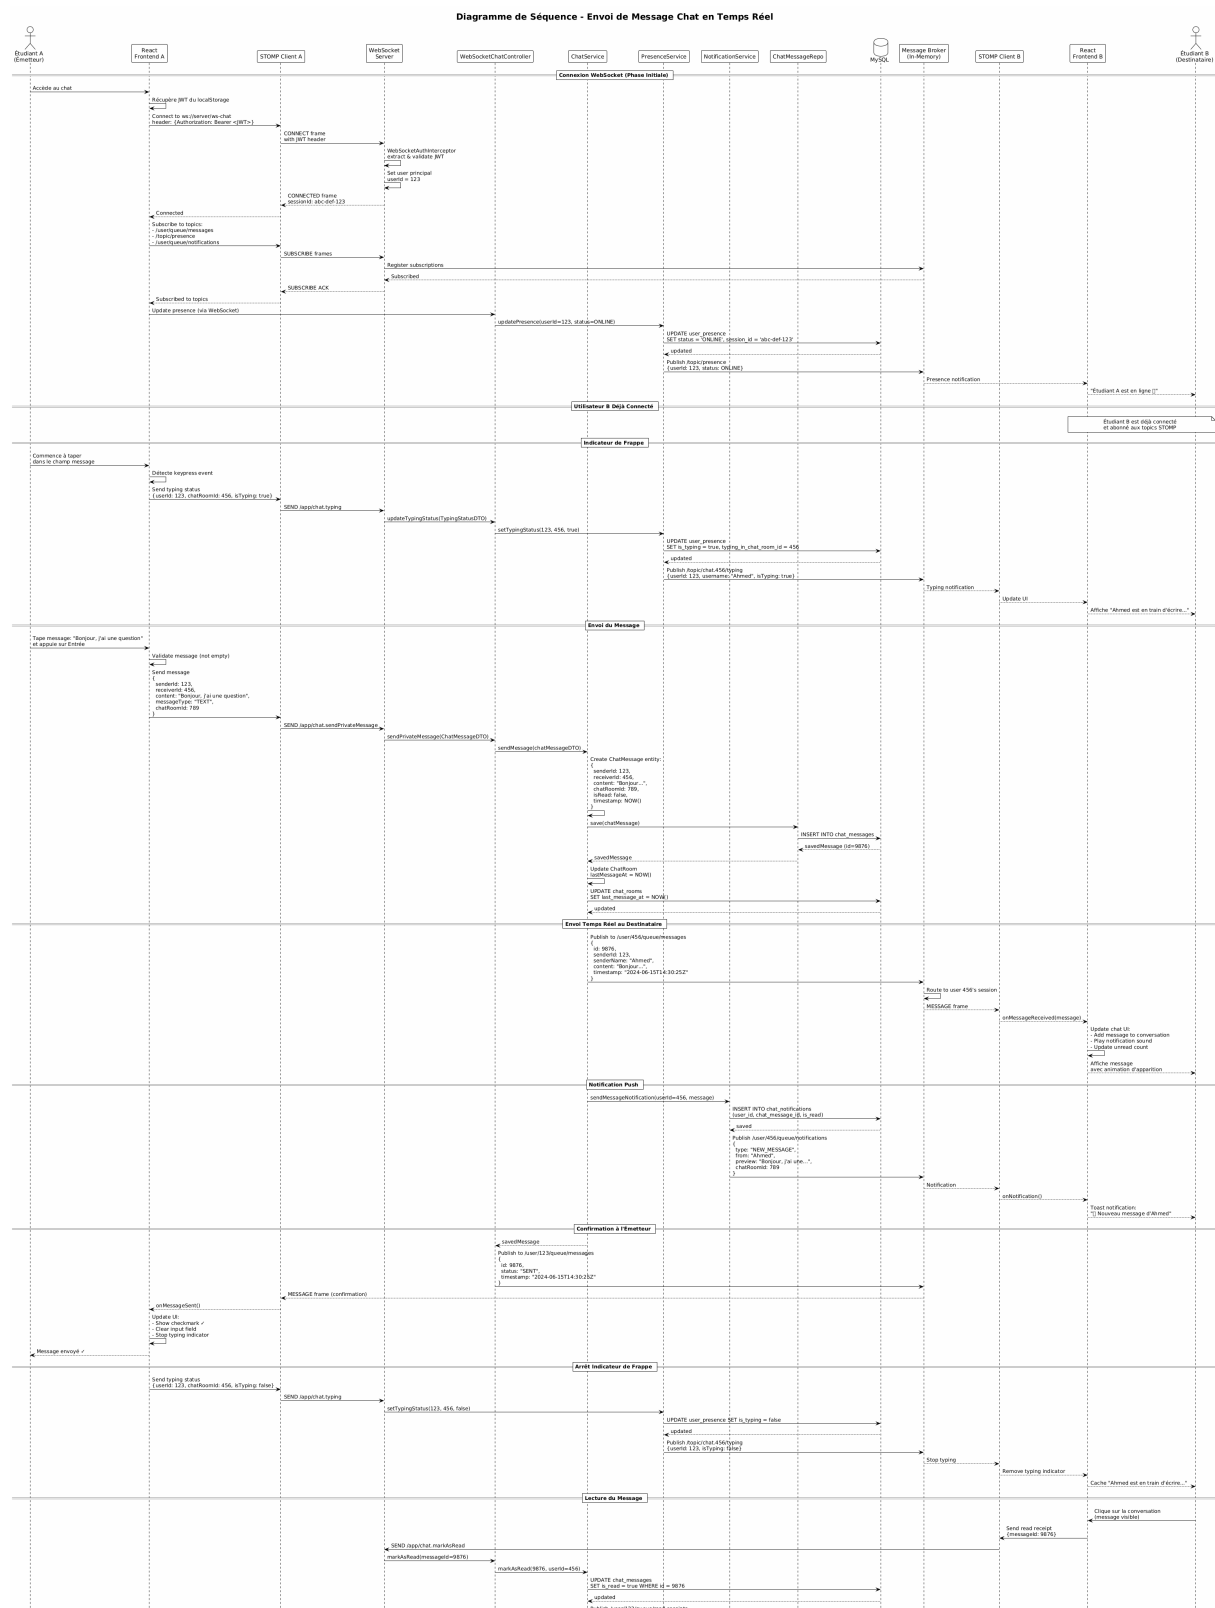 Diagramme de Séquence - Envoi de Message Chat en Temps Réel
Étudiant A
(Émetteur)
React
Frontend A
STOMP Client A
WebSocket
Server
WebSocketChatController
ChatService
PresenceService
NotificationService
ChatMessageRepo
MySQL
Message Broker
(In-Memory)
STOMP Client B
React
Frontend B
Étudiant B
(Destinataire)
Connexion WebSocket (Phase Initiale)
Accède au chat
Récupère JWT du localStorage
Connect to ws://server/ws-chat
header: {Authorization: Bearer <JWT>}
CONNECT frame
with JWT header
WebSocketAuthInterceptor
extract & validate JWT
Set user principal
userId = 123
CONNECTED frame
sessionId: abc-def-123
Connected
Subscribe to topics:
- /user/queue/messages
- /topic/presence
- /user/queue/notifications
SUBSCRIBE frames
Register subscriptions
Subscribed
SUBSCRIBE ACK
Subscribed to topics
Update presence (via WebSocket)
updatePresence(userId=123, status=ONLINE)
UPDATE user_presence
SET status = 'ONLINE', session_id = 'abc-def-123'
updated
Publish /topic/presence
{userId: 123, status: ONLINE}
Presence notification
"Étudiant A est en ligne"
Utilisateur B Déjà Connecté
Étudiant B est déjà connecté
et abonné aux topics STOMP
Indicateur de Frappe
Commence à taper
dans le champ message
Détecte keypress event
Send typing status
{userId: 123, chatRoomId: 456, isTyping: true}
SEND /app/chat.typing
updateTypingStatus(TypingStatusDTO)
setTypingStatus(123, 456, true)
UPDATE user_presence
SET is_typing = true, typing_in_chat_room_id = 456
updated
Publish /topic/chat.456/typing
{userId: 123, username: "Ahmed", isTyping: true}
Typing notification
Update UI
Affiche "Ahmed est en train d'écrire..."
Envoi du Message
Tape message: "Bonjour, j'ai une question"
et appuie sur Entrée
Validate message (not empty)
Send message
{
senderId: 123,
receiverId: 456,
content: "Bonjour, j'ai une question",
messageType: "TEXT",
chatRoomId: 789
}
SEND /app/chat.sendPrivateMessage
sendPrivateMessage(ChatMessageDTO)
sendMessage(chatMessageDTO)
Create ChatMessage entity:
{
senderId: 123,
receiverId: 456,
content: "Bonjour...",
chatRoomId: 789,
isRead: false,
timestamp: NOW()
}
save(chatMessage)
INSERT INTO chat_messages
savedMessage (id=9876)
savedMessage
Update ChatRoom
lastMessageAt = NOW()
UPDATE chat_rooms
SET last_message_at = NOW()
updated
Envoi Temps Réel au Destinataire
Publish to /user/456/queue/messages
{
id: 9876,
senderId: 123,
senderName: "Ahmed",
content: "Bonjour...",
timestamp: "2024-06-15T14:30:25Z"
}
Route to user 456's session
MESSAGE frame
onMessageReceived(message)
Update chat UI:
- Add message to conversation
- Play notification sound
- Update unread count
Affiche message
avec animation d'apparition
Notification Push
sendMessageNotification(userId=456, message)
INSERT INTO chat_notifications
(user_id, chat_message_id, is_read)
saved
Publish /user/456/queue/notifications
{
type: "NEW_MESSAGE",
from: "Ahmed",
preview: "Bonjour, j'ai une...",
chatRoomId: 789
}
Notification
onNotification()
Toast notification:
" Nouveau message d'Ahmed"
Confirmation à l'Émetteur
savedMessage
Publish to /user/123/queue/messages
{
id: 9876,
status: "SENT",
timestamp: "2024-06-15T14:30:25Z"
}
MESSAGE frame (confirmation)
onMessageSent()
Update UI:
- Show checkmark ✓
- Clear input field
- Stop typing indicator
Message envoyé ✓
Arrêt Indicateur de Frappe
Send typing status
{userId: 123, chatRoomId: 456, isTyping: false}
SEND /app/chat.typing
setTypingStatus(123, 456, false)
UPDATE user_presence SET is_typing = false
updated
Publish /topic/chat.456/typing
{userId: 123, isTyping: false}
Stop typing
Remove typing indicator
Cache "Ahmed est en train d'écrire..."
Lecture du Message
Clique sur la conversation
(message visible)
Send read receipt
{messageId: 9876}
SEND /app/chat.markAsRead
markAsRead(messageId=9876)
markAsRead(9876, userId=456)
UPDATE chat_messages
SET is_read = true WHERE id = 9876
updated